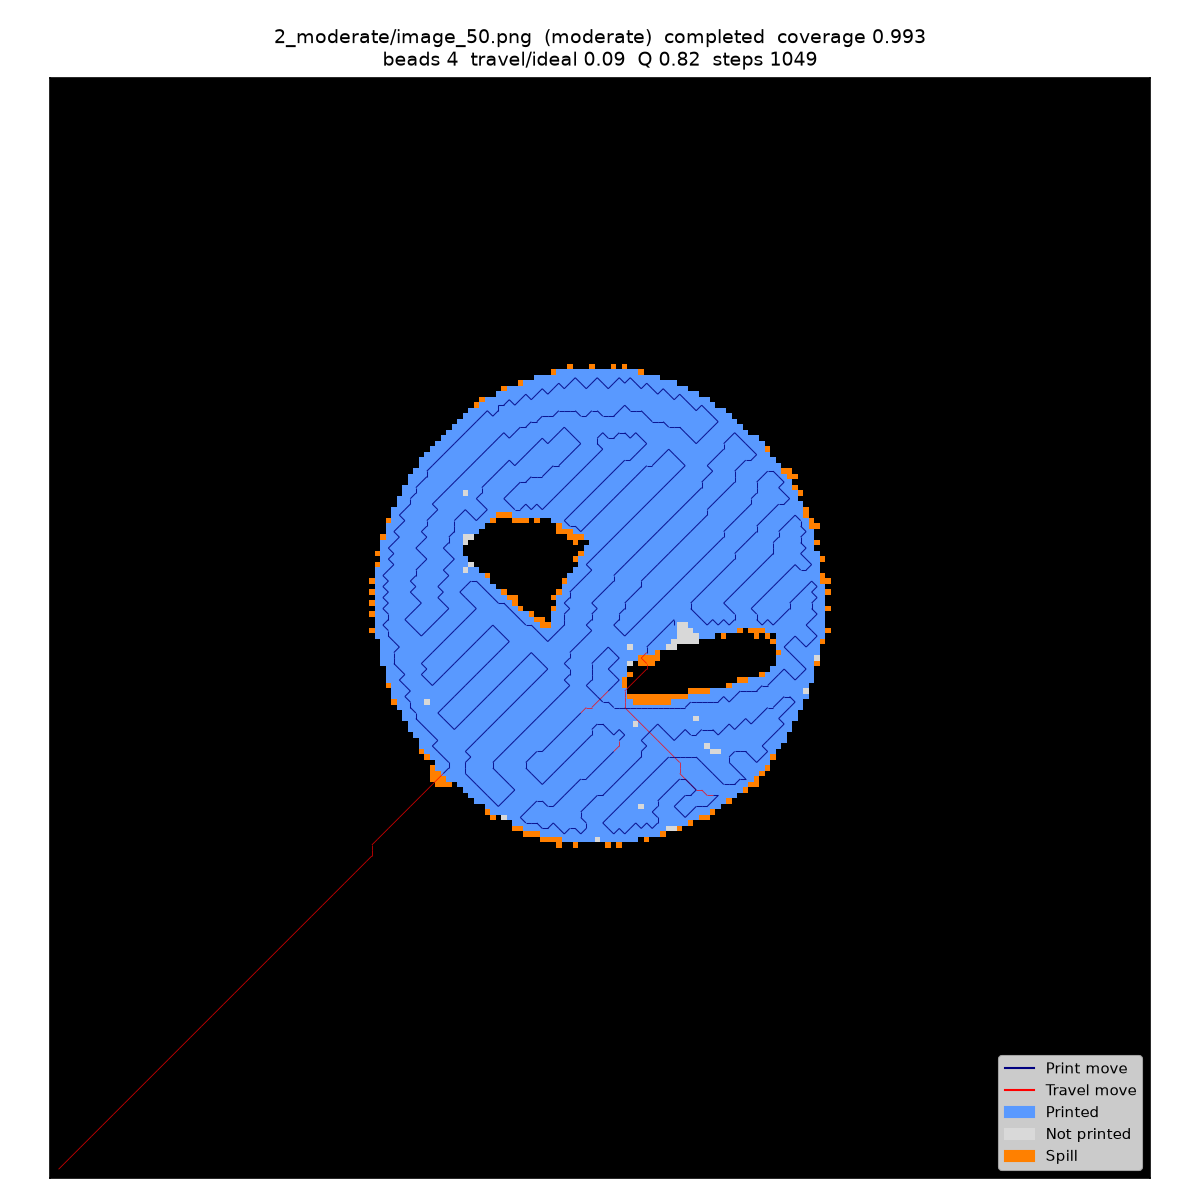 2_moderate/image_50.png  (moderate)  completed  coverage 0.993
beads 4  travel/ideal 0.09  Q 0.82  steps 1049
Print move
Travel move
Printed
Not printed
Spill